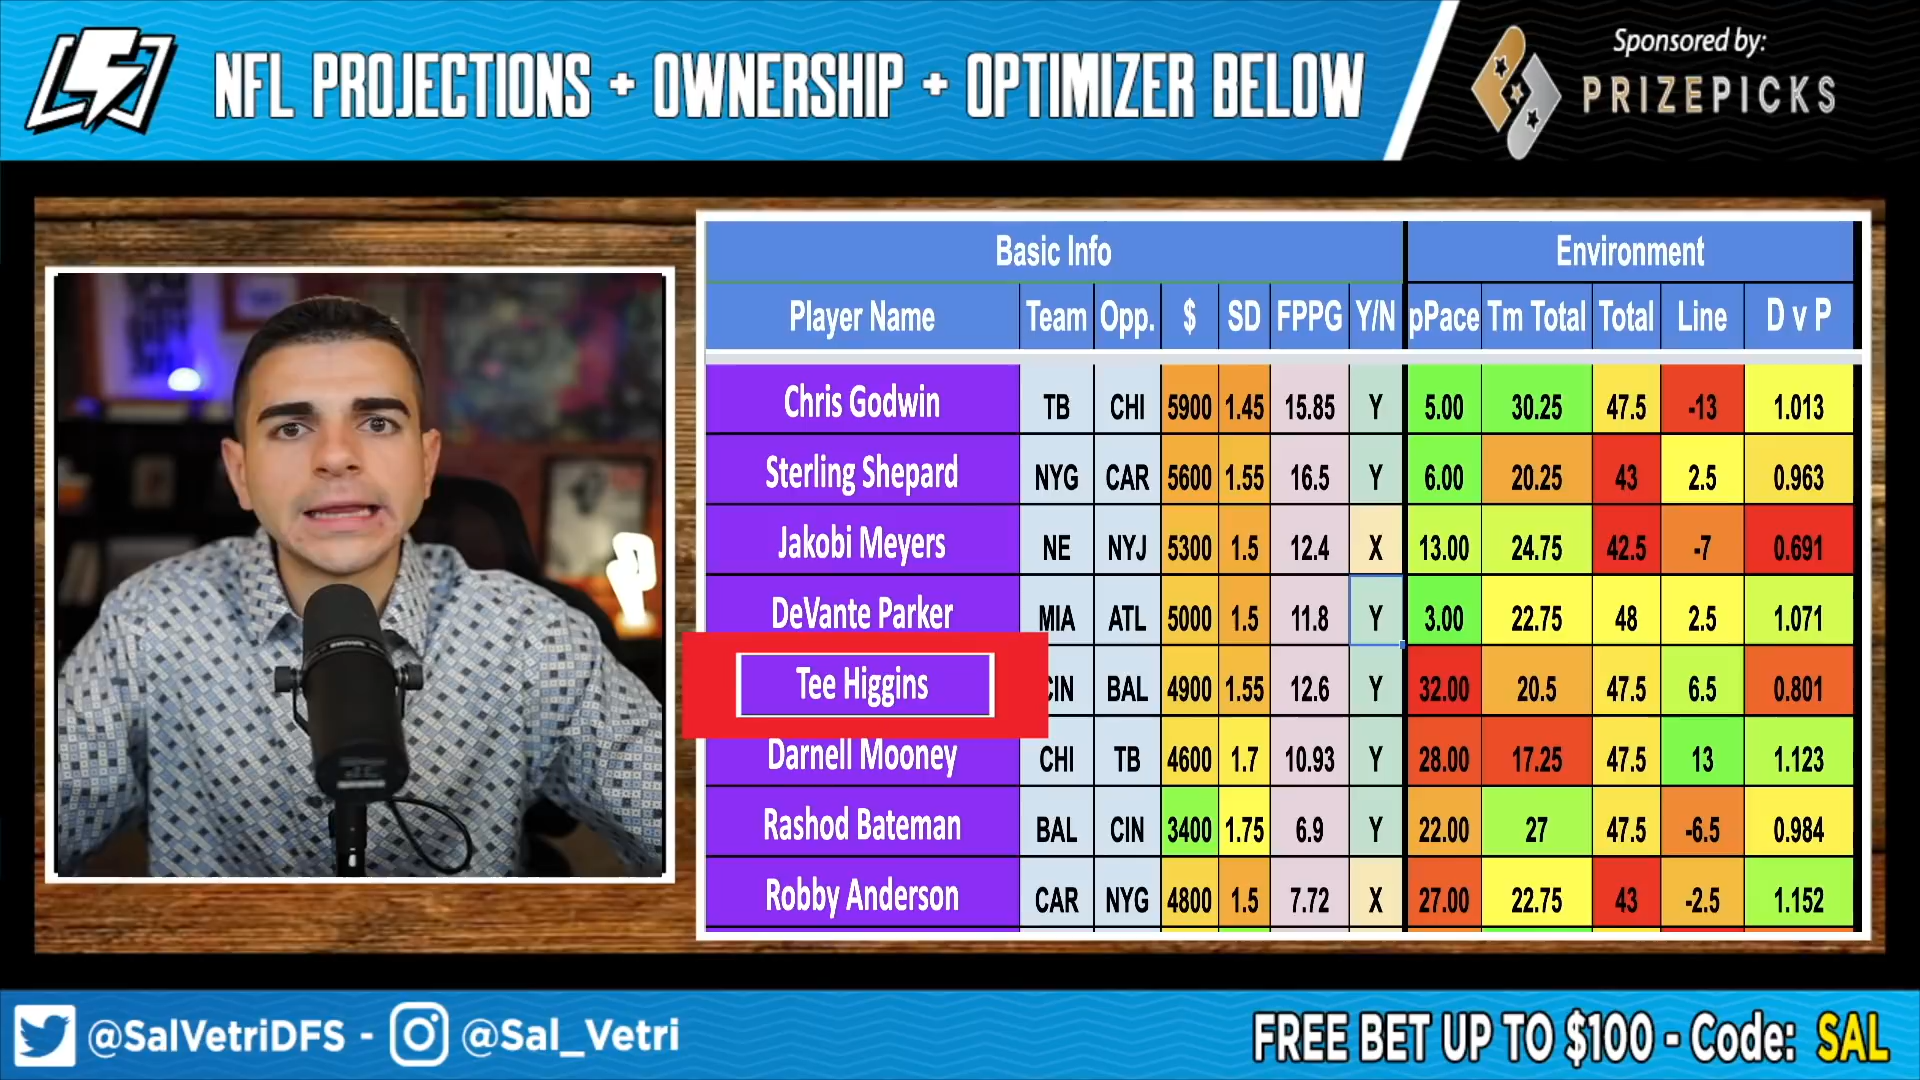 NFL PROJECTIONS + OWNERSHIP + OPTIMIZER BELOW
Sponsored by:
PRIZEPICKS
Basic Info Environment
Player Name Team Opp. $ SD FPPG Y/N pPace Tm Total Total Line D v P
Chris Godwin TB CHI 5900 1.45 15.85 Y 5.00 30.25 47.5 -13 1.013
Sterling Shepard NYG CAR 5600 1.55 16.5 Y 6.00 20.25 43 2.5 0.963
Jakobi Meyers NE NYJ 5300 1.5 12.4 X 13.00 24.75 42.5 -7 0.691
DeVante Parker MIA ATL 5000 1.5 11.8 Y 3.00 22.75 48 2.5 1.071
Tee Higgins CIN BAL 4900 1.55 12.6 Y 32.00 20.5 47.5 6.5 0.801
Darnell Mooney CHI TB 4600 1.7 10.93 Y 28.00 17.25 47.5 13 1.123
Rashod Bateman BAL CIN 3400 1.75 6.9 Y 22.00 27 47.5 -6.5 0.984
Robby Anderson CAR NYG 4800 1.5 7.72 X 27.00 22.75 43 -2.5 1.152
@SalVetriDFS - @Sal_Vetri
FREE BET UP TO $100 - Code: SAL